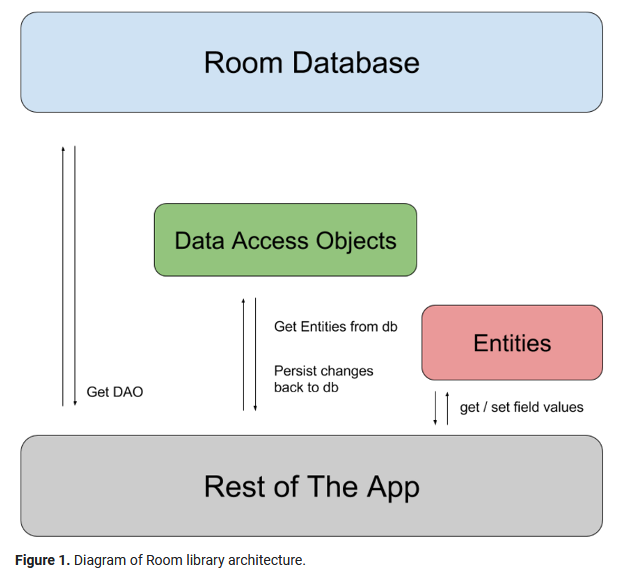 Room Database
Data Access Objects
Get Entities from db
Persist changes
back to db
Entities
Get DAO
get / set field values
Rest of The App
Figure 1. Diagram of Room library architecture.